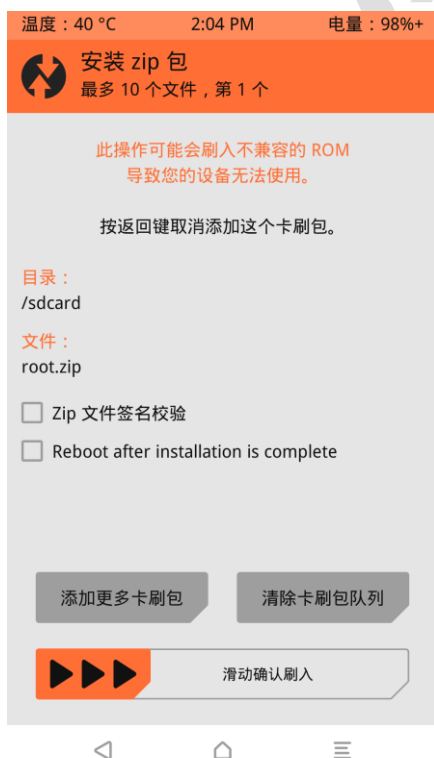 温度：40 °C 2:04 PM 电量：98%+
安装 zip 包
最多 10 个文件，第 1 个
此操作可能会刷入不兼容的 ROM
导致您的设备无法使用。
按返回键取消添加这个卡刷包。
目录：
/sdcard
文件：
root.zip
Zip 文件签名校验
Reboot after installation is complete
添加更多卡刷包 清除卡刷包队列
滑动确认刷入